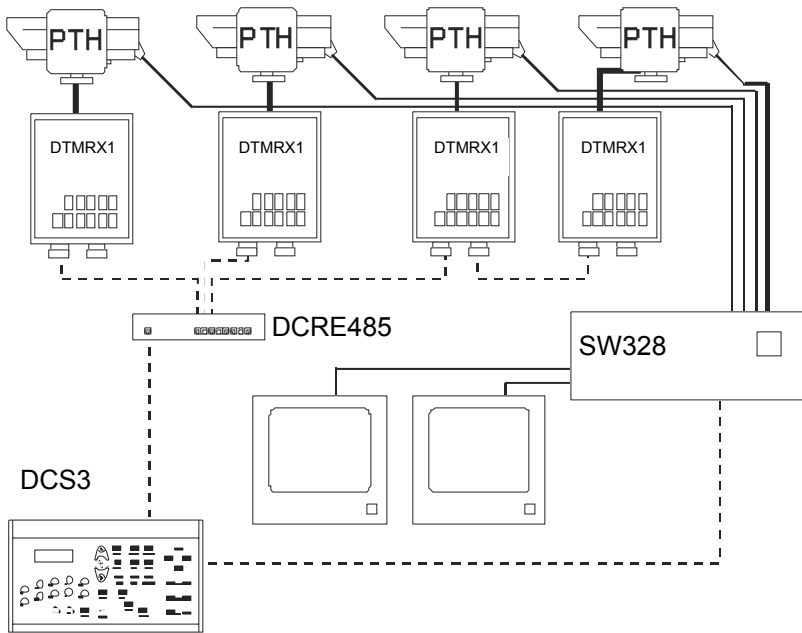 PTH
PTH
PTH
PTH
DTMRX1
DTMRX1
DTMRX1
DTMRX1
DCRE485
SW328
DCS3